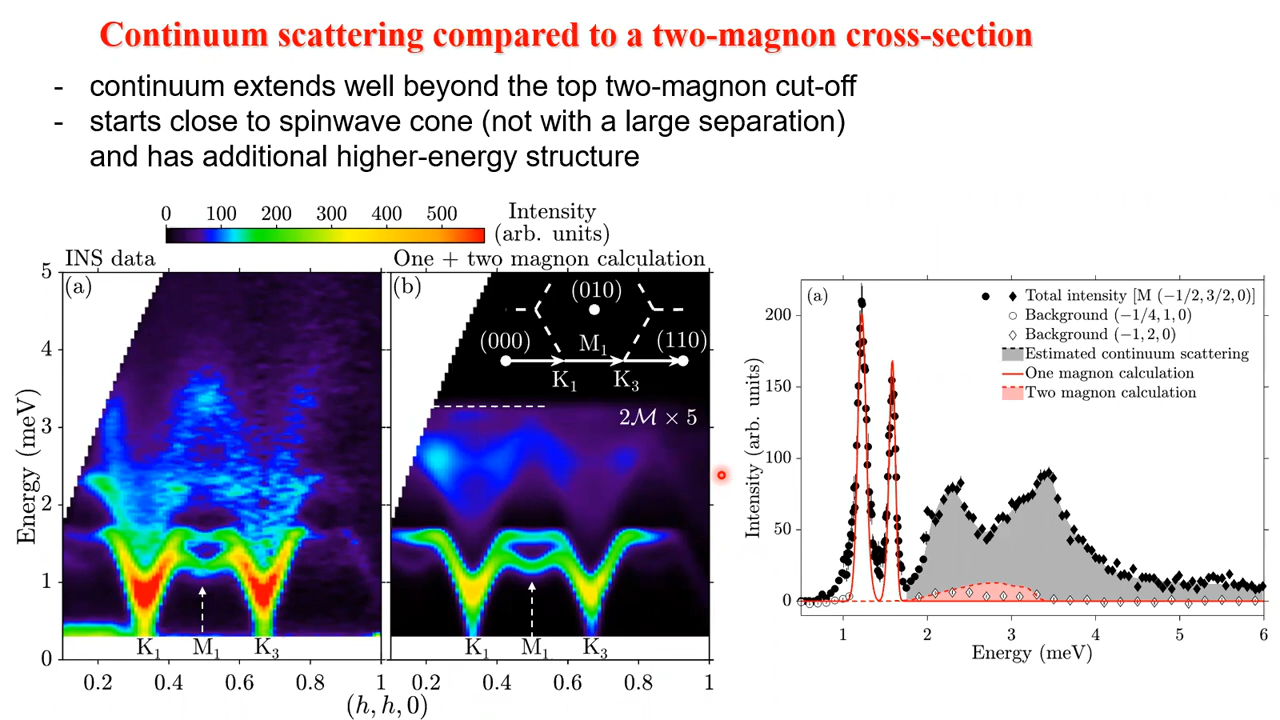 Continuum scattering compared to a two-magnon cross-section
- continuum extends well beyond the top two-magnon cut-off
- starts close to spinwave cone (not with a large separation)
and has additional higher-energy structure
0 100 200 300 400 500
Intensity
(arb. units)
INS data
(a)
5
4
3
2
1
0
Energy (meV)
K₁ M₁ K₃
0.2 0.4 0.6 0.8 1
One + two magnon calculation
(b)
(010)
(000) M₁ (110)
K₁ K₃
2ℳ × 5
K₁ M₁ K₃
0.2 0.4 0.6 0.8 1
(h, h, 0)
(a)
Total intensity [M (−1/2, 3/2, 0)]
Background (−1/4, 1, 0)
Background (−1, 2, 0)
Estimated continuum scattering
One magnon calculation
Two magnon calculation
200
150
100
50
0
Intensity (arb. units)
1 2 3 4 5 6
Energy (meV)